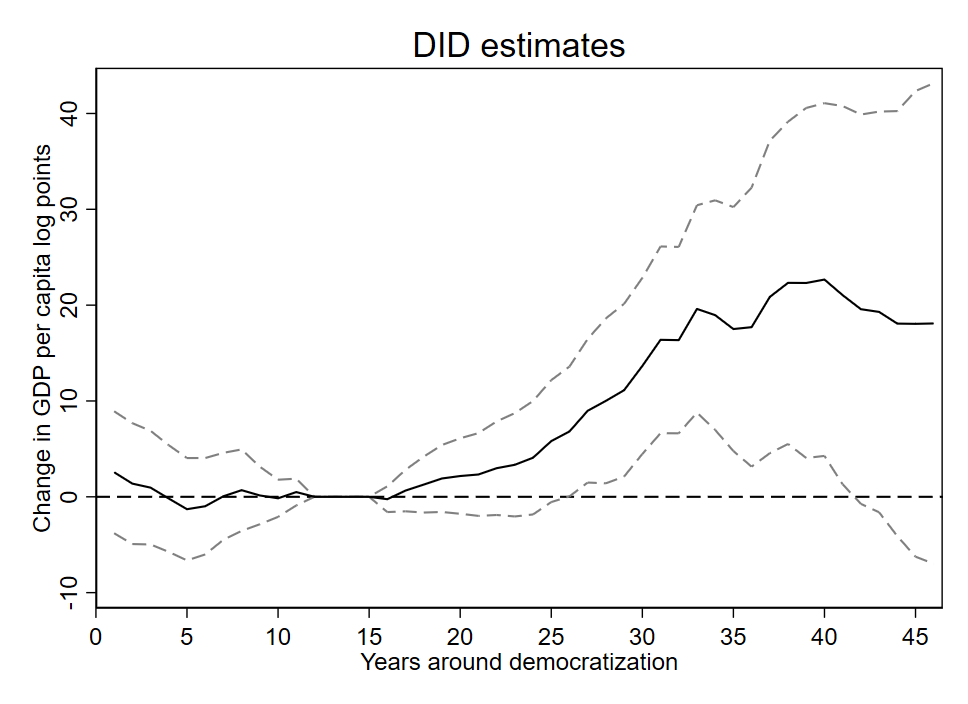 DID estimates
Change in GDP per capita log points
40
30
20
10
0
-10
0 5 10 15 20 25 30 35 40 45
Years around democratization